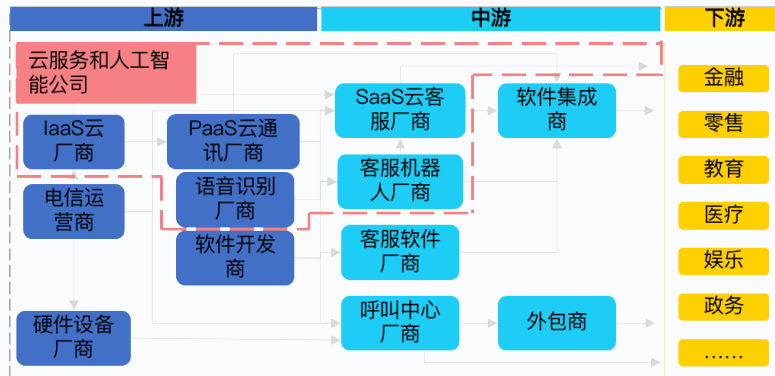 上游
中游
下游
云服务和人工智
能公司
IaaS云
厂商
PaaS云通
讯厂商
SaaS云客
服厂商
软件集成
商
语音识别
厂商
客服机器
人厂商
电信运
营商
软件开发
商
客服软件
厂商
硬件设备
厂商
呼叫中心
厂商
外包商
金融
零售
教育
医疗
娱乐
政务
……